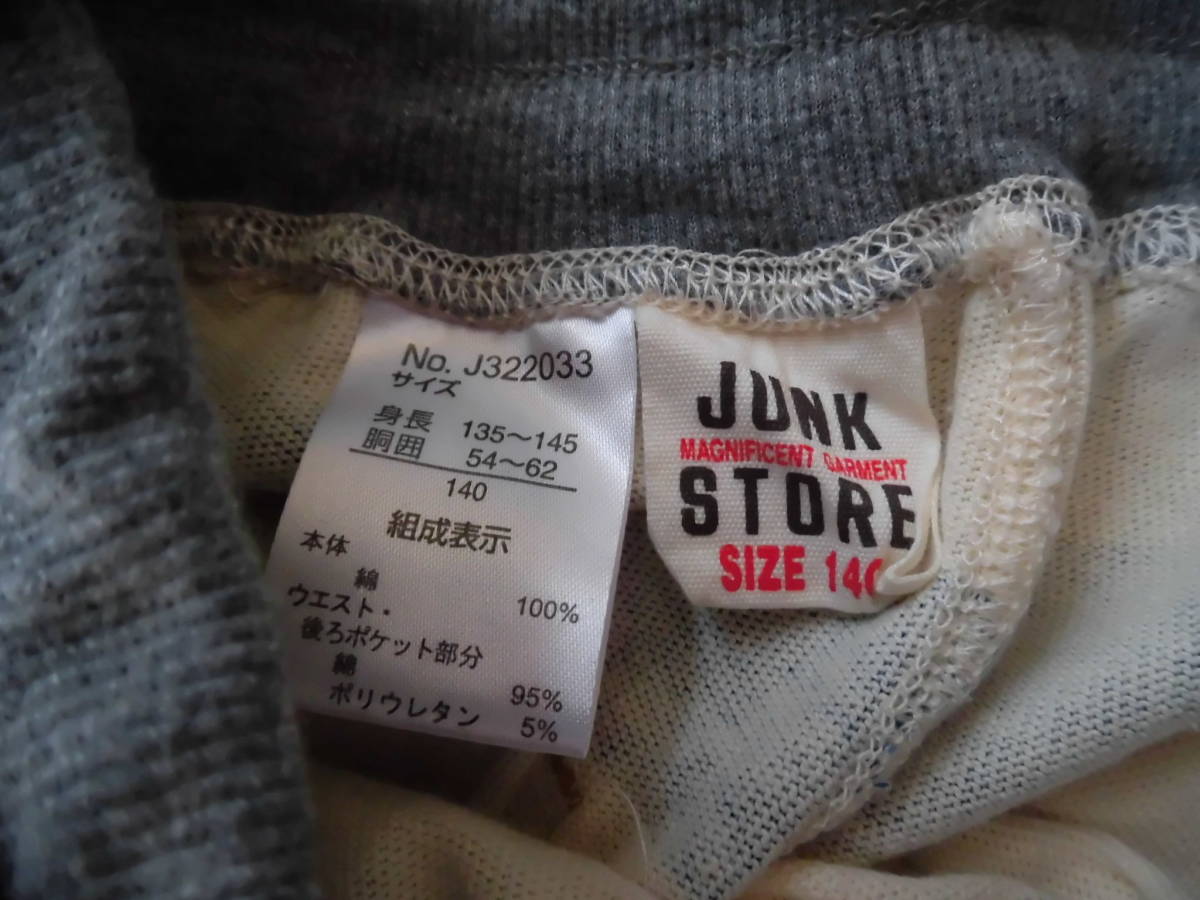 No. J322033
サイズ
身長 135～145
胴囲 54～62
140
組成表示
本体
綿 100%
ウエスト・
後ろポケット部分
綿 95%
ポリウレタン 5%
JUNK
MAGNIFICENT GARMENT
STORE
SIZE 140